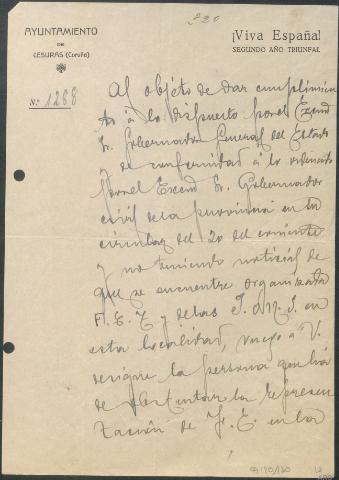 AYUNTAMIENTO
DE
CESURAS (Coruña)
¡Viva España!
SEGUNDO AÑO TRIUNFAL
Nº 1268
Al objeto de dar cumplimien
to á lo dispuesto por el Excmo
Sr. Gobernador General del Estado
y de conformidad á lo ordenado
por el Excmo Sr. Gobernador
civil de la provincia en su
circular del 20 del corriente
y no teniendo noticias de
que se encuentre organizada
F. E. T. y de las J. O. N. S. en
esta localidad, ruego á V.
designe la persona que há
de ostentar la represen
tación de F. E. en la